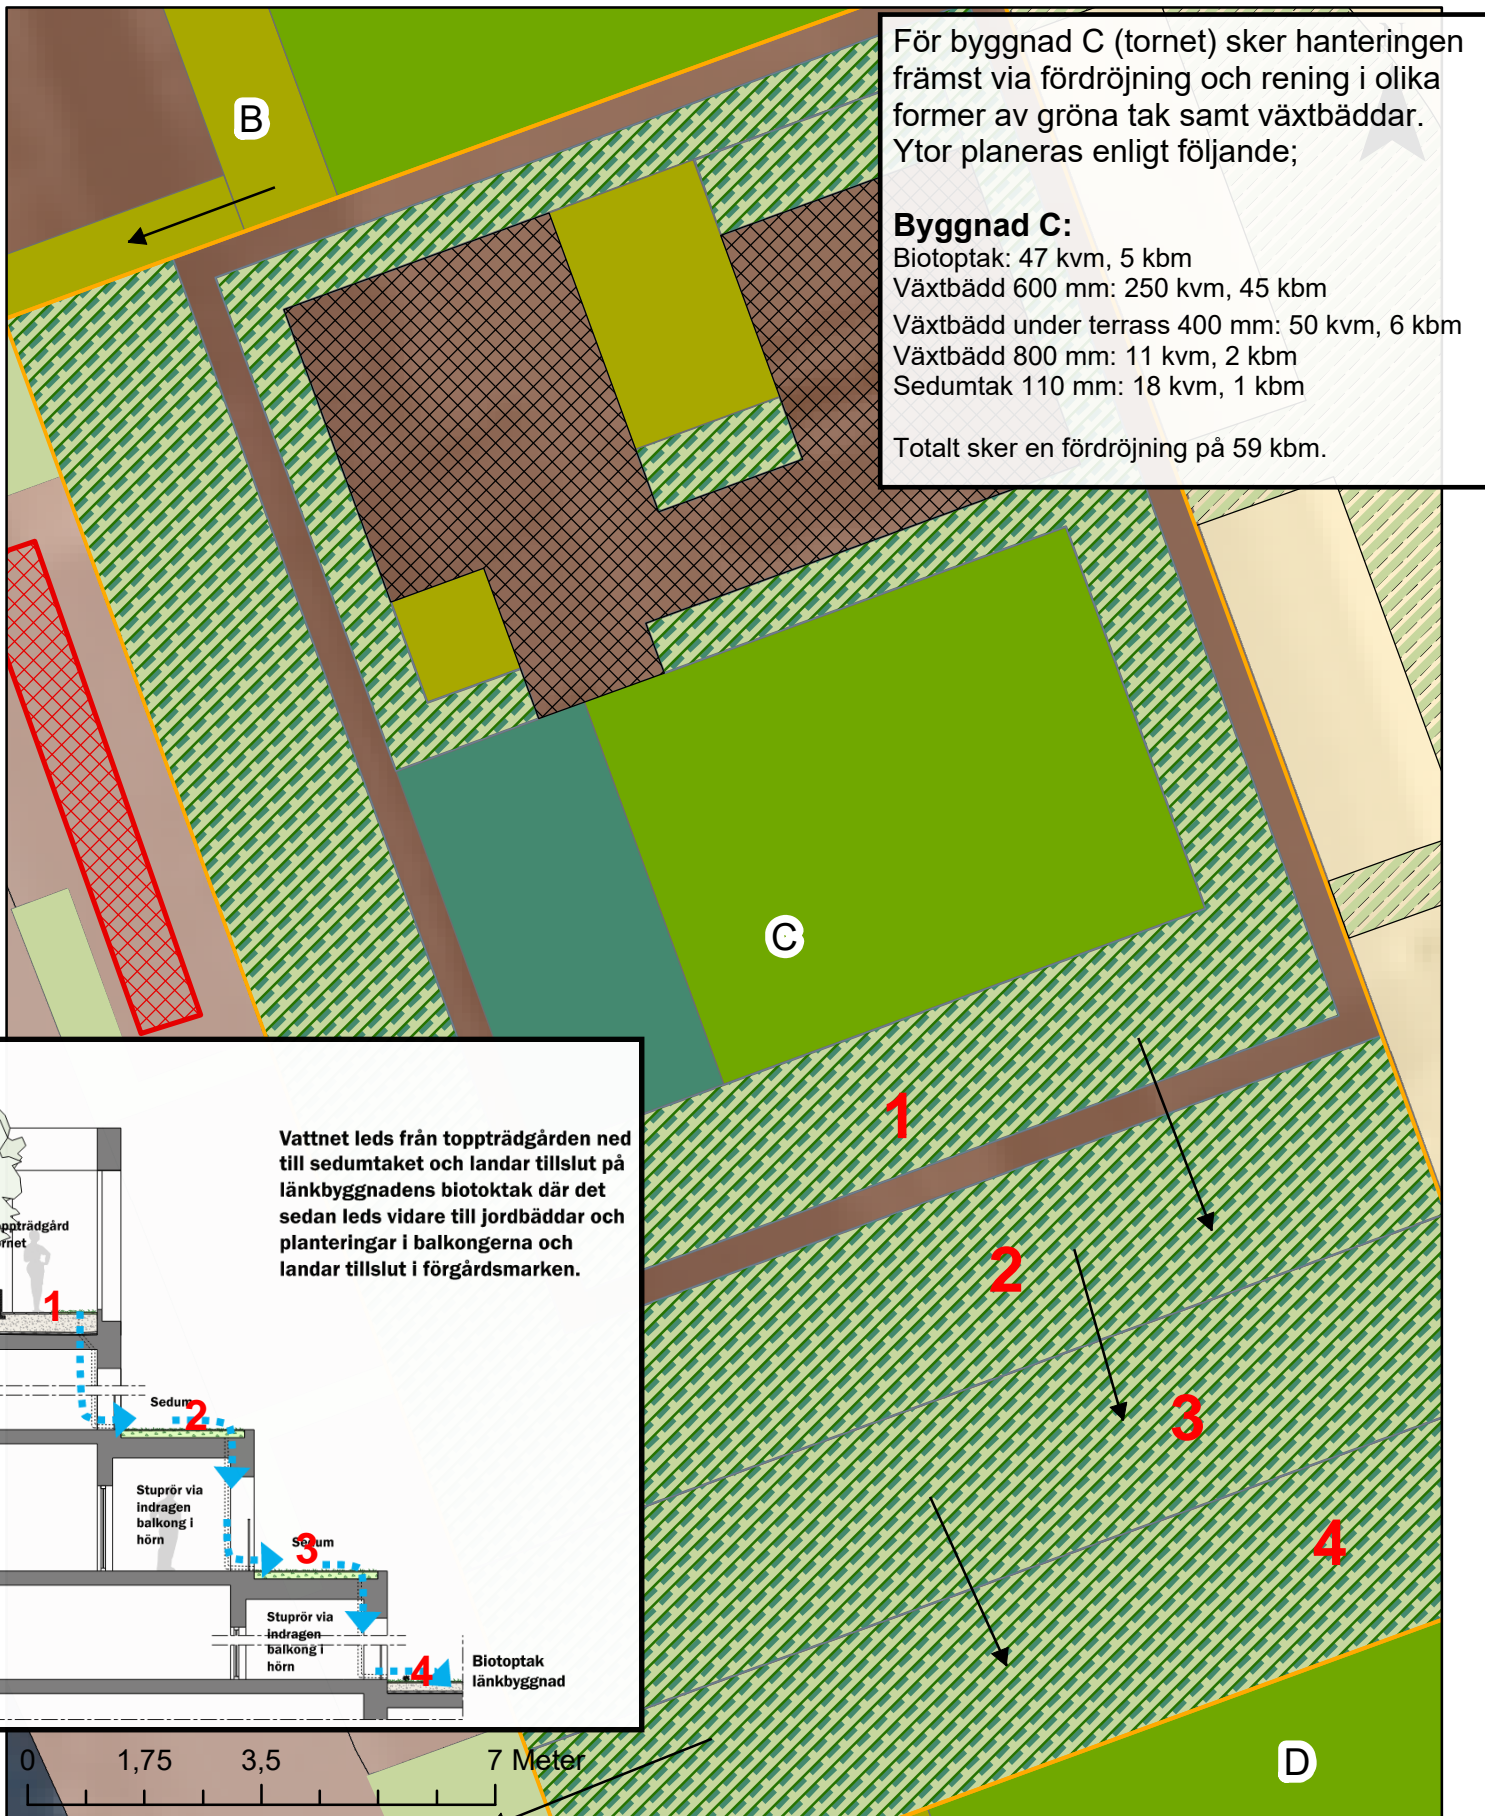 B
För byggnad C (tornet) sker hanteringen
främst via fördröjning och rening i olika
former av gröna tak samt växtbäddar.
Ytor planeras enligt följande;
Byggnad C:
Biotoptak: 47 kvm, 5 kbm
Växtbädd 600 mm: 250 kvm, 45 kbm
Växtbädd under terrass 400 mm: 50 kvm, 6 kbm
Växtbädd 800 mm: 11 kvm, 2 kbm
Sedumtak 110 mm: 18 kvm, 1 kbm
Totalt sker en fördröjning på 59 kbm.
C
1
2
3
4
D
Vattnet leds från toppträdgården ned
till sedumtaket och landar tillslut på
länkbyggnadens biotoktak där det
sedan leds vidare till jordbäddar och
planteringar i balkongerna och
landar tillslut i förgårdsmarken.
ppträdgård
rnet
1
Sedum
2
Stuprör via
indragen
balkong i
hörn
Sedum
3
Stuprör via
indragen
balkong i
hörn
4
Biotoptak
länkbyggnad
0 1,75 3,5 7 Meter